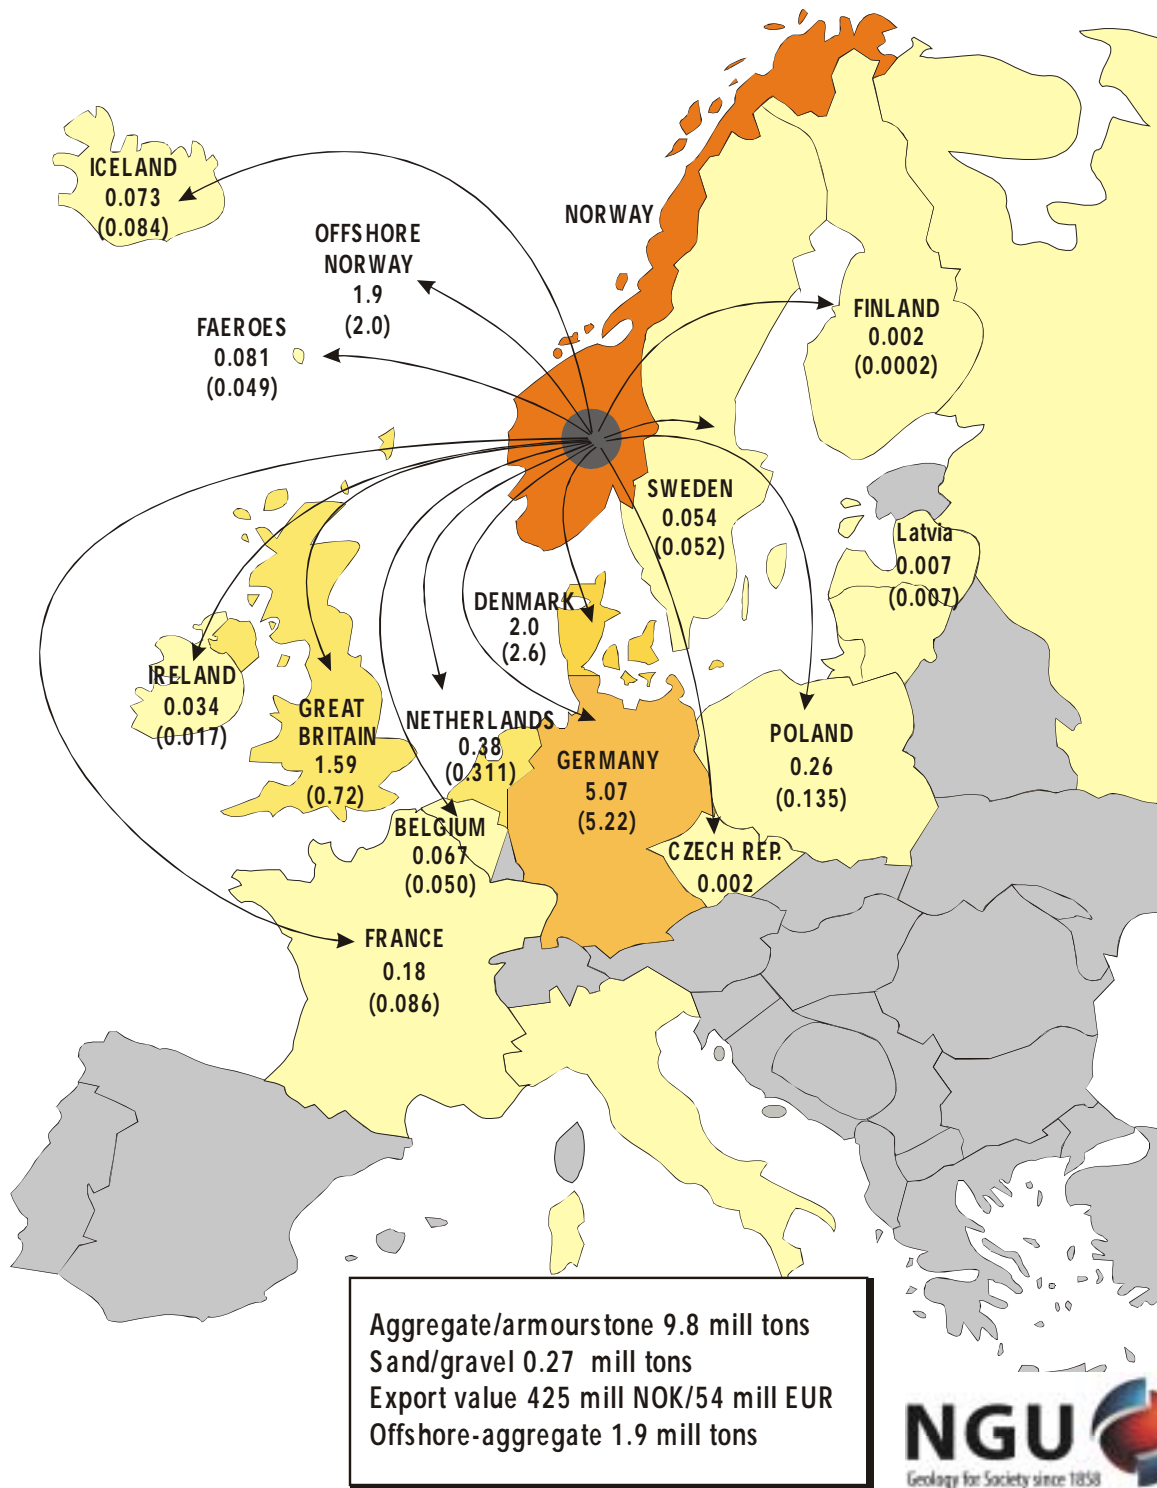 ICELAND
0.073
(0.084)
NORWAY
OFFSHORE
NORWAY
1.9
(2.0)
FAEROES
0.081
(0.049)
FINLAND
0.002
(0.0002)
SWEDEN
0.054
(0.052)
Latvia
0.007
(0.007)
DENMARK
2.0
(2.6)
IRELAND
0.034
(0.017)
GREAT
BRITAIN
1.59
(0.72)
NETHERLANDS
0.38
(0.311)
GERMANY
5.07
(5.22)
POLAND
0.26
(0.135)
BELGIUM
0.067
(0.050)
CZECH REP.
0.002
FRANCE
0.18
(0.086)
Aggregate/armourstone 9.8 mill tons
Sand/gravel 0.27 mill tons
Export value 425 mill NOK/54 mill EUR
Offshore-aggregate 1.9 mill tons
NGU
Geology for Society since 1858